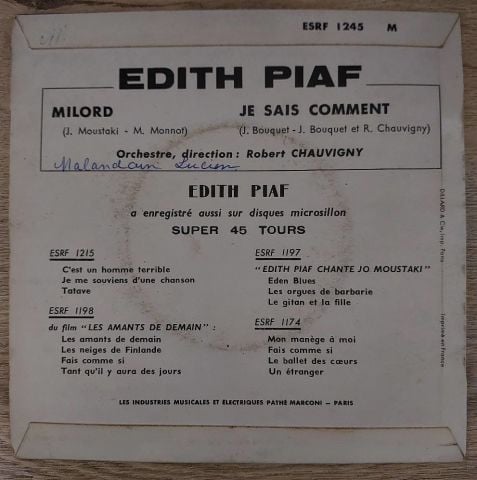 ESRF 1245 M
EDITH PIAF
MILORD
(J. Moustaki - M. Monnot)
JE SAIS COMMENT
(J. Bouquet - J. Bouquet et R. Chauvigny)
Orchestre, direction : Robert CHAUVIGNY
Malandain Lucien
EDITH PIAF
a enregistré aussi sur disques microsillon
SUPER 45 TOURS
ESRF 1215
C'est un homme terrible
Je me souviens d'une chanson
Tatave
ESRF 1198
du film "LES AMANTS DE DEMAIN" :
Les amants de demain
Les neiges de Finlande
Fais comme si
Tant qu'il y aura des jours
ESRF 1197
"EDITH PIAF CHANTE JO MOUSTAKI"
Eden Blues
Les orgues de barbarie
Le gitan et la fille
ESRF 1174
Mon manège à moi
Fais comme si
Le ballet des cœurs
Un étranger
LES INDUSTRIES MUSICALES ET ÉLECTRIQUES PATHÉ MARCONI - PARIS
DILLARD & Cie, Imp. Paris
Imprimé en France